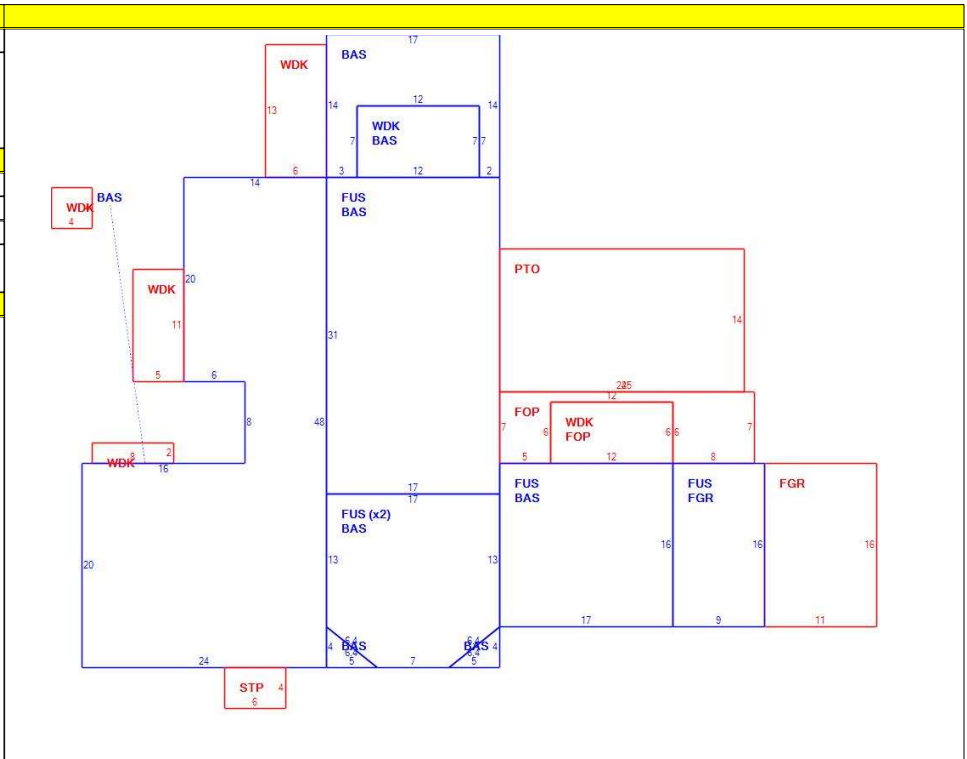 17
BAS
WDK
14
12
14
13
WDK
BAS
7
7
7
6
3
12
2
14
FUS
BAS
WDK
BAS
4
PTO
20
WDK
11
14
31
5
6
12
FOP
WDK
FOP
7
6
6
6
7
8
48
8
2
WDK
16
5
12
8
17
17
FUS
BAS
FUS
FGR
FGR
FUS (x2)
BAS
20
13
13
16
16
16
17
9
11
4
BAS
BAS
4
24
5
7
5
STP
4
6